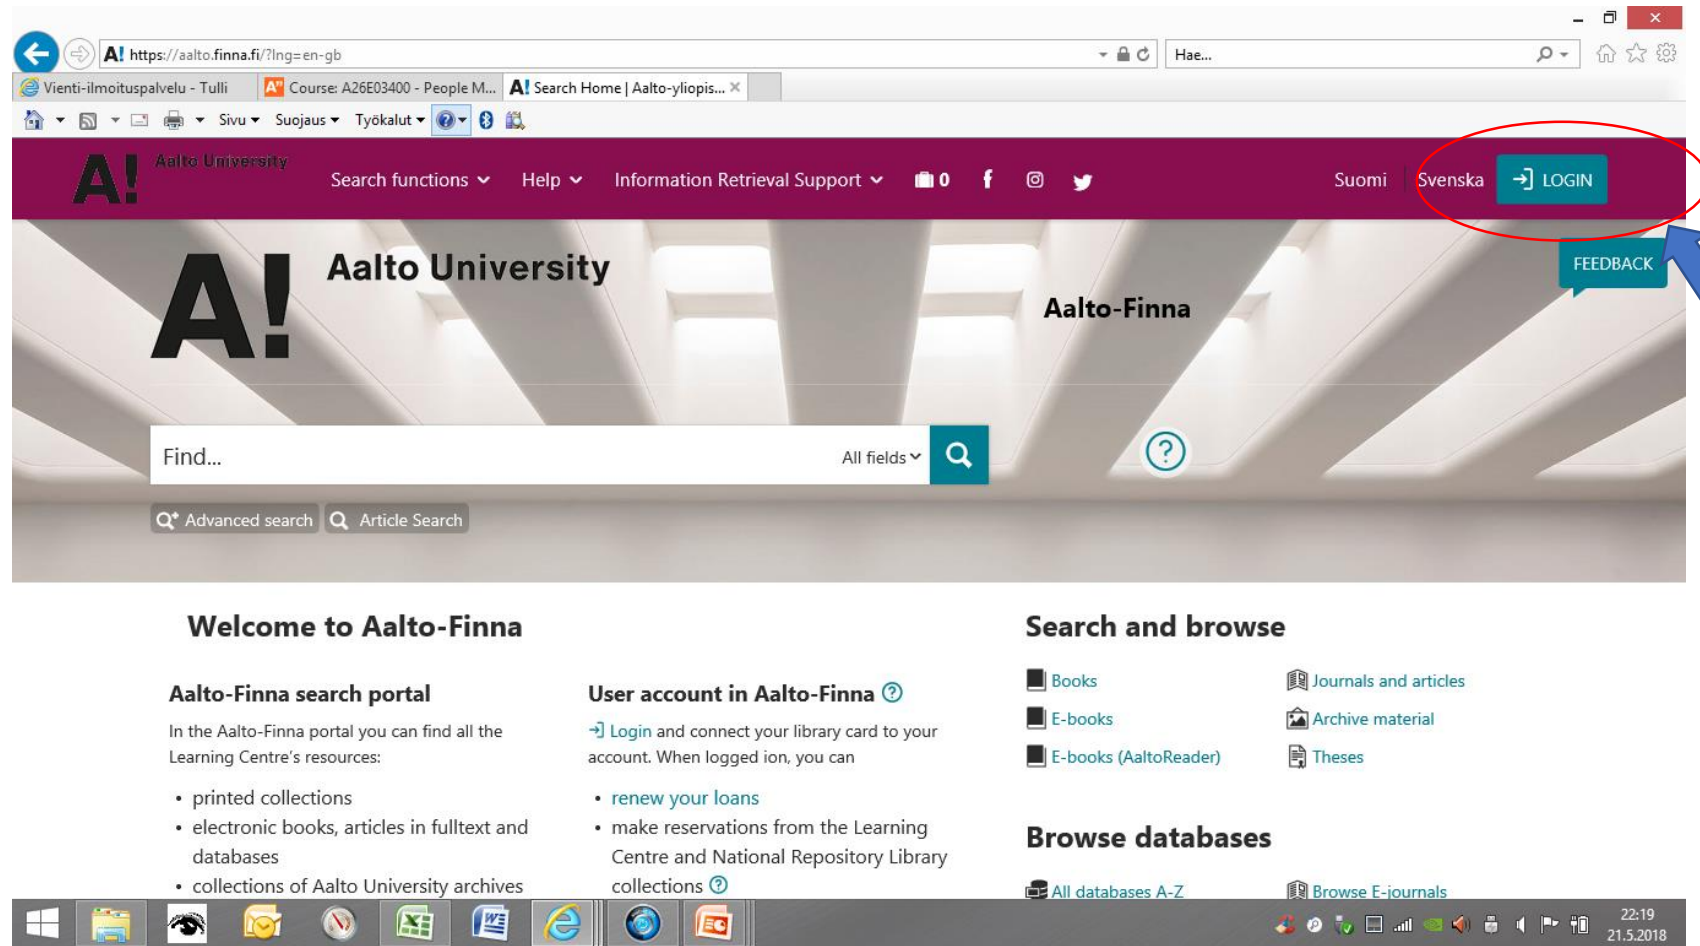 A! https://aalto.finna.fi/?lng=en-gb
Hae...
Vienti-ilmoituspalvelu - Tulli
Course: A26E03400 - People M...
A! Search Home | Aalto-yliopis...
Sivu
Suojaus
Työkalut
A! Aalto University
Search functions
Help
Information Retrieval Support
0
Suomi
Svenska
LOGIN
A! Aalto University
FEEDBACK
Aalto-Finna
Find...
All fields
Advanced search
Article Search
Welcome to Aalto-Finna
Aalto-Finna search portal
In the Aalto-Finna portal you can find all the
Learning Centre's resources:
• printed collections
• electronic books, articles in fulltext and
databases
• collections of Aalto University archives
User account in Aalto-Finna
Login and connect your library card to your
account. When logged ion, you can
• renew your loans
• make reservations from the Learning
Centre and National Repository Library
collections
Search and browse
Books
Journals and articles
E-books
Archive material
E-books (AaltoReader)
Theses
Browse databases
All databases A-Z
Browse E-journals
22:19
21.5.2018